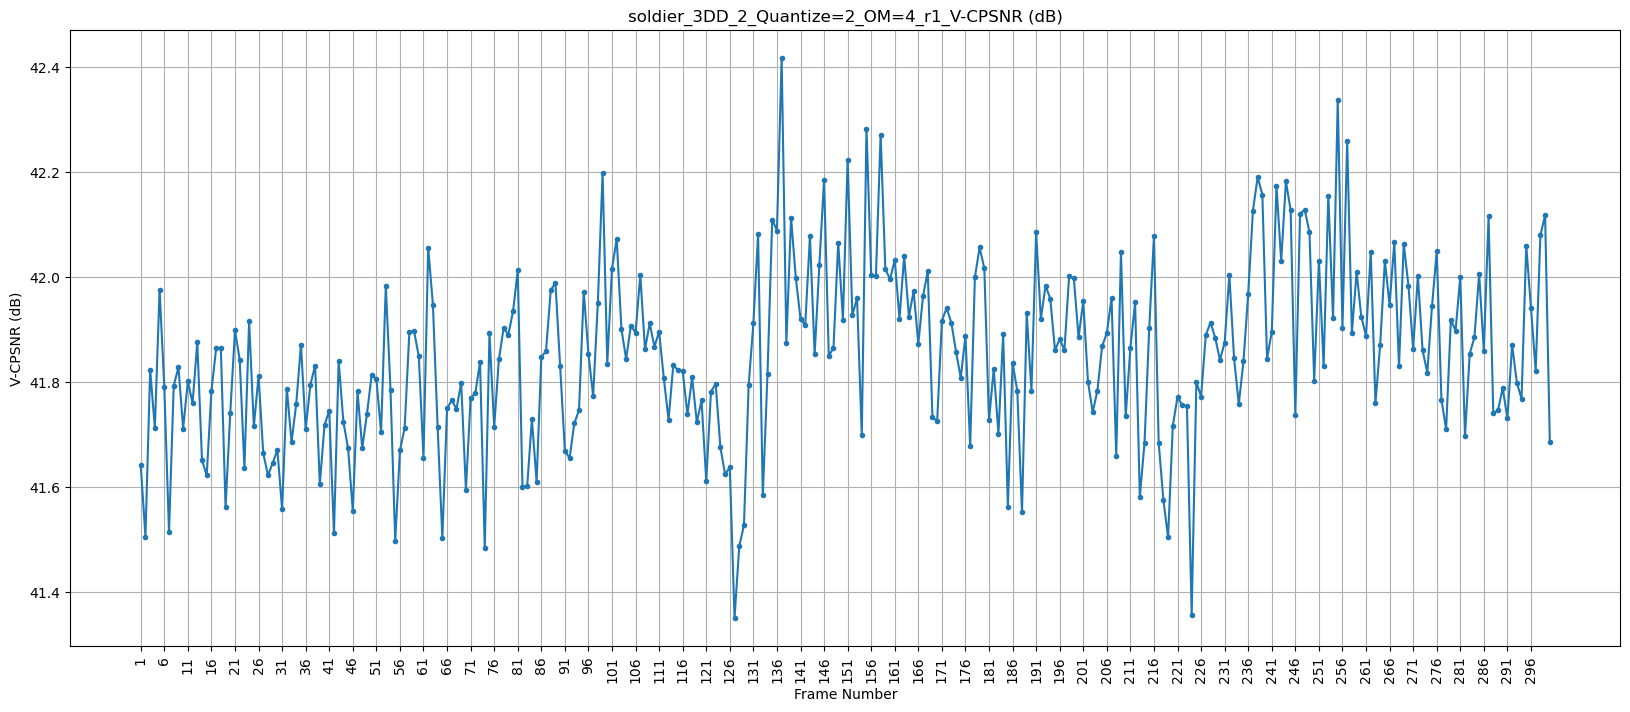 soldier_3DD_2_Quantize=2_OM=4_r1_V-CPSNR (dB)
42.4
42.2
42.0
41.8
41.6
41.4
V-CPSNR (dB)
1 6 11 16 21 26 31 36 41 46 51 56 61 66 71 76 81 86 91 96 101 106 111 116 121 126 131 136 141 146 151 156 161 166 171 176 181 186 191 196 201 206 211 216 221 226 231 236 241 246 251 256 261 266 271 276 281 286 291 296
Frame Number